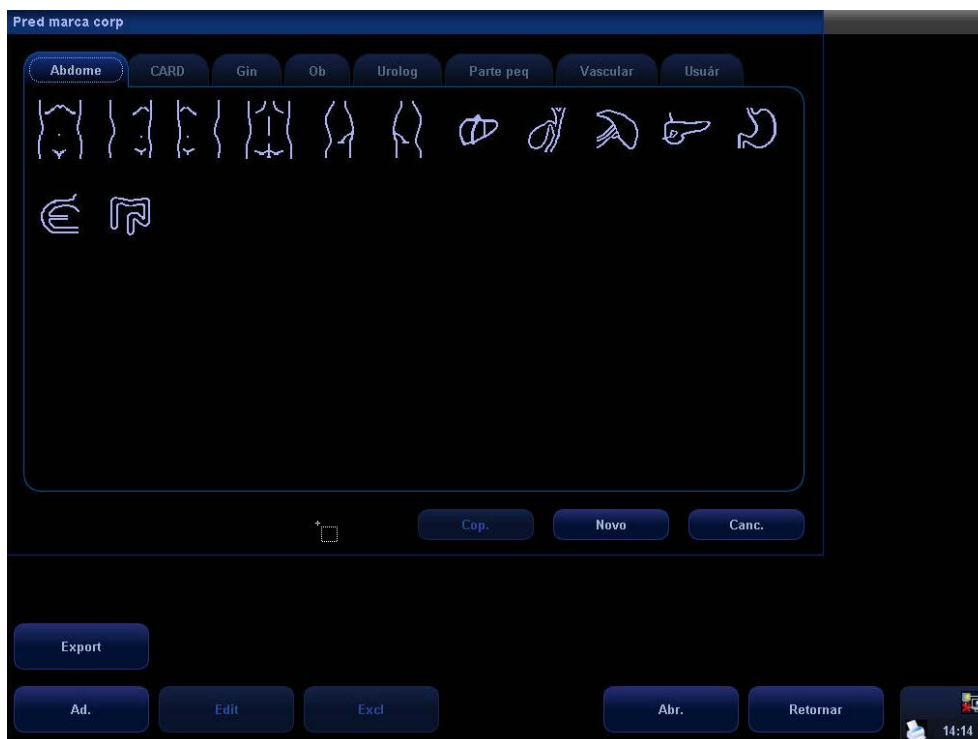 Pred marca corp
Abdome CARD Gin Ob Urolog Parte peq Vascular Usuár
Cop. Novo Canc.
Export
Ad. Edit Excl Abr. Retornar
14:14